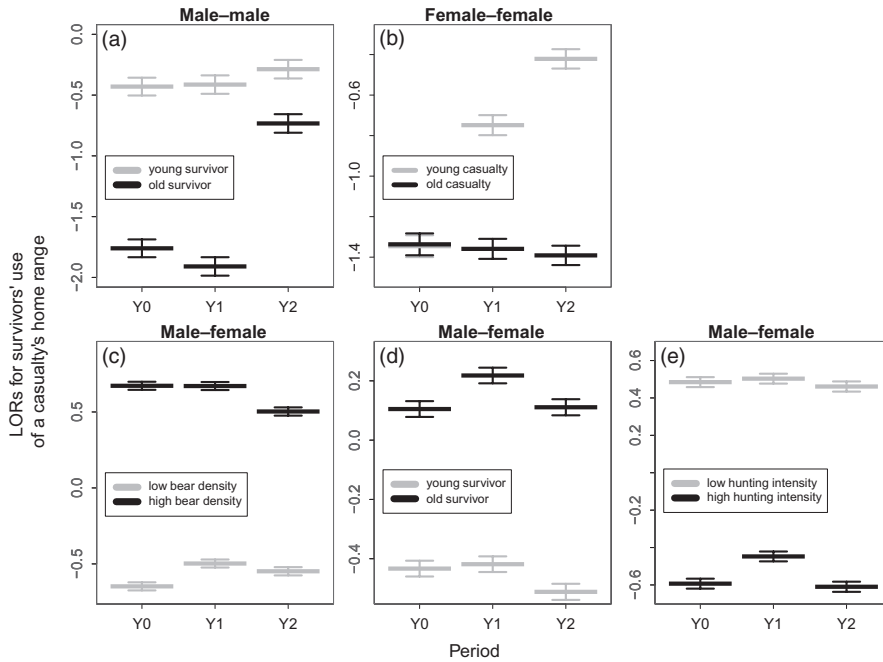 Male–male
Female–female
(a)
(b)
0.0
−0.5
−1.0
−1.5
−2.0
young survivor
old survivor
Y0 Y1 Y2
−0.6
−1.0
−1.4
young casualty
old casualty
Y0 Y1 Y2
LORs for survivors' use
of a casualty's home range
Male–female
Male–female
Male–female
(c)
(d)
(e)
0.5
0.0
−0.5
low bear density
high bear density
Y0 Y1 Y2
0.2
0.0
−0.2
−0.4
young survivor
old survivor
Y0 Y1 Y2
0.6
0.4
−0.2
−0.6
low hunting intensity
high hunting intensity
Y0 Y1 Y2
Period